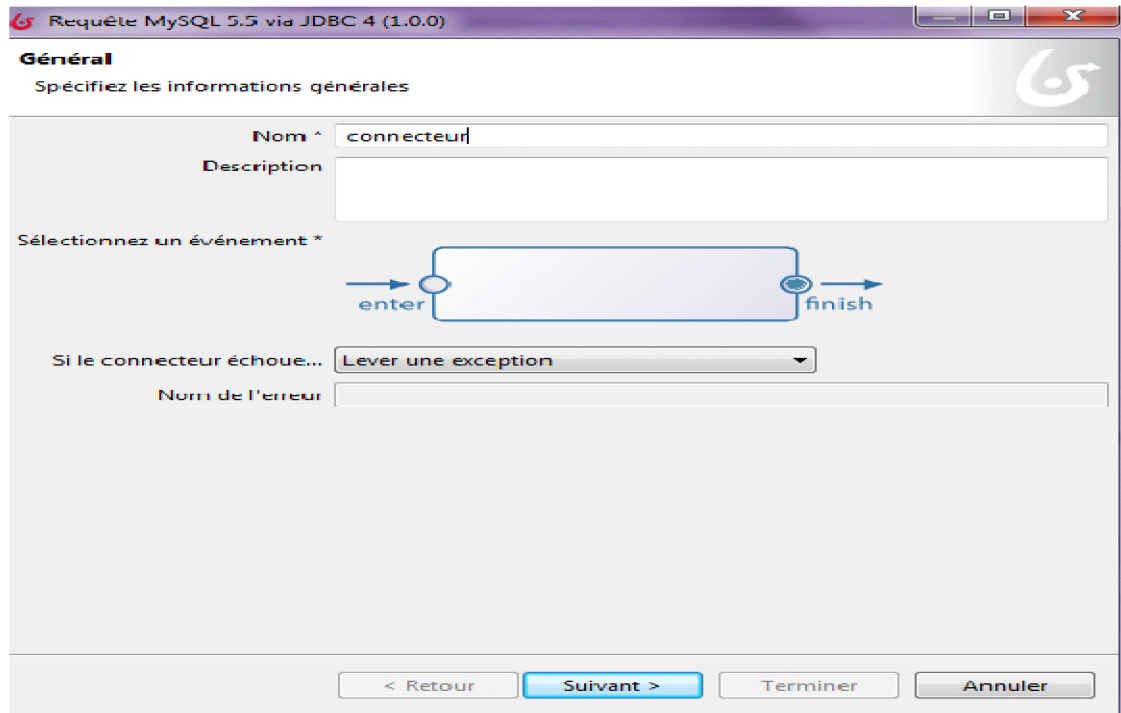 Requête MySQL 5.5 via JDBC 4 (1.0.0)
Général
Spécifiez les informations générales
Nom * connecteur
Description
Sélectionnez un événement *
enter finish
Si le connecteur échoue... Lever une exception
Nom de l'erreur
< Retour Suivant > Terminer Annuler